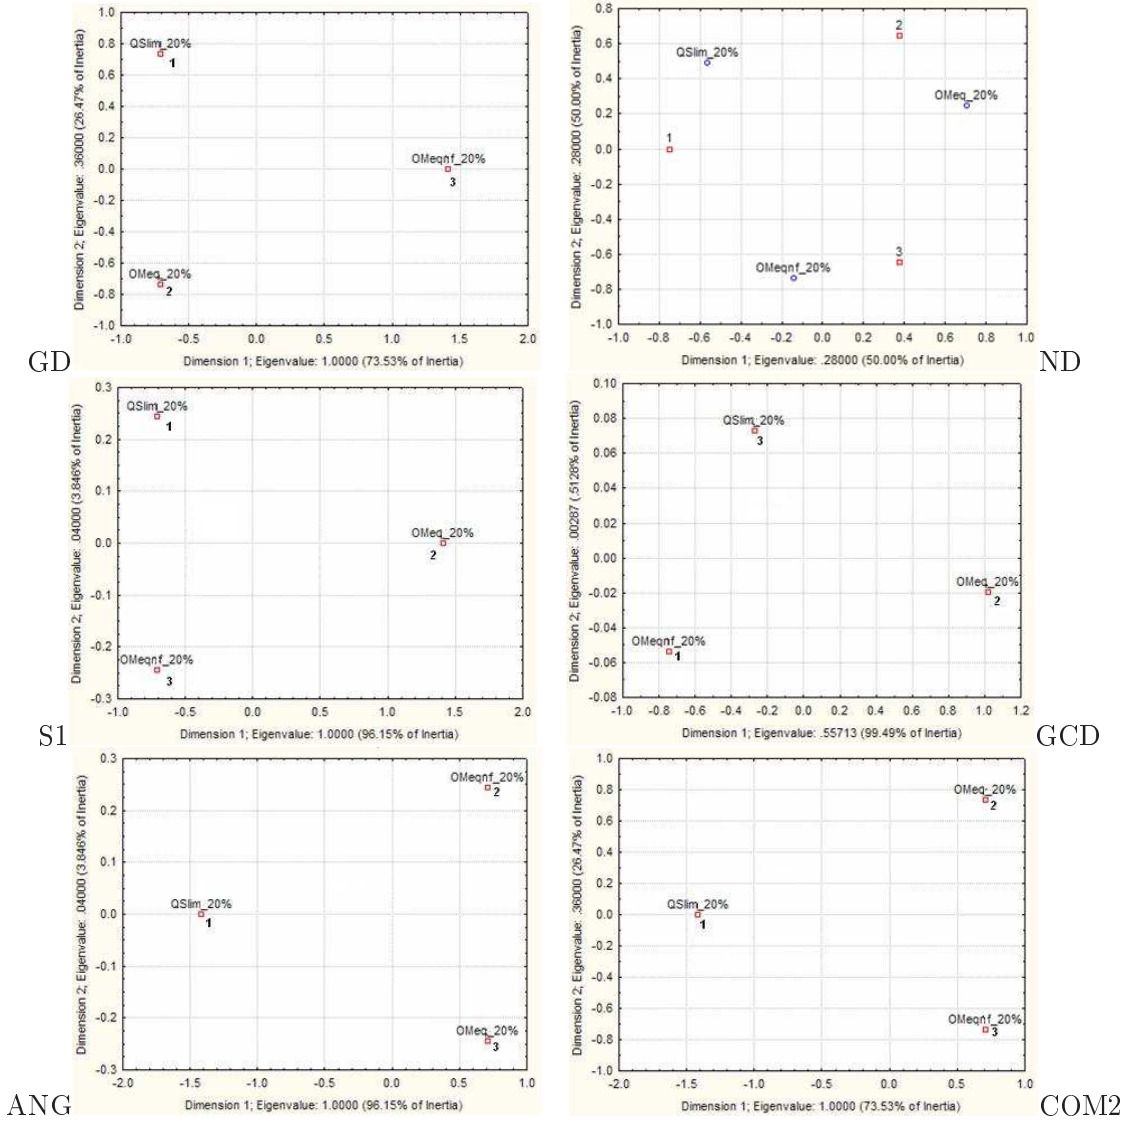 1.0
0.8
0.6
0.4
0.2
0.0
-0.2
-0.4
-0.6
-0.8
-1.0
Dimension 2; Eigenvalue: .36000 (26.47% of Inertia)
QSlim_20%
1
OMeqnf_20%
3
OMeq_20%
2
-1.0 -0.5 0.0 0.5 1.0 1.5 2.0
Dimension 1; Eigenvalue: 1.0000 (73.53% of Inertia)
GD
0.8
0.6
0.4
0.2
0.0
-0.2
-0.4
-0.6
-0.8
-1.0
Dimension 2; Eigenvalue: .28000 (50.00% of Inertia)
2
QSlim_20%
OMeq_20%
1
3
OMeqnf_20%
-1.0 -0.8 -0.6 -0.4 -0.2 0.0 0.2 0.4 0.6 0.8 1.0
Dimension 1; Eigenvalue: .28000 (50.00% of Inertia)
ND
0.3
0.2
0.1
0.0
-0.1
-0.2
-0.3
Dimension 2; Eigenvalue: .04000 (3.846% of Inertia)
QSlim_20%
1
OMeq_20%
2
OMeqnf_20%
3
-1.0 -0.5 0.0 0.5 1.0 1.5 2.0
Dimension 1; Eigenvalue: 1.0000 (96.15% of Inertia)
S1
0.10
0.08
0.06
0.04
0.02
0.00
-0.02
-0.04
-0.06
-0.08
Dimension 2; Eigenvalue: .00287 (.5128% of Inertia)
QSlim_20%
3
OMeq_20%
2
OMeqnf_20%
1
-1.0 -0.8 -0.6 -0.4 -0.2 0.0 0.2 0.4 0.6 0.8 1.0 1.2
Dimension 1; Eigenvalue: .55713 (99.49% of Inertia)
GCD
0.3
0.2
0.1
0.0
-0.1
-0.2
-0.3
Dimension 2; Eigenvalue: .04000 (3.846% of Inertia)
OMeqnf_20%
2
QSlim_20%
1
OMeq_20%
3
-2.0 -1.5 -1.0 -0.5 0.0 0.5 1.0
Dimension 1; Eigenvalue: 1.0000 (96.15% of Inertia)
ANG
1.0
0.8
0.6
0.4
0.2
0.0
-0.2
-0.4
-0.6
-0.8
-1.0
Dimension 2; Eigenvalue: .36000 (26.47% of Inertia)
OMeq_20%
2
QSlim_20%
1
OMeqnf_20%
3
-2.0 -1.5 -1.0 -0.5 0.0 0.5 1.0
Dimension 1; Eigenvalue: 1.0000 (73.53% of Inertia)
COM2